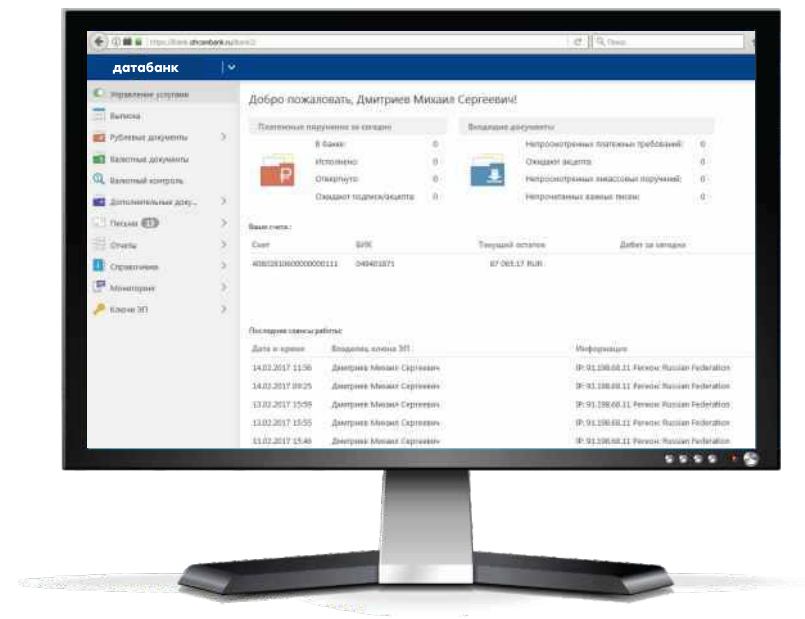 https://ibank.izhcombank.ru/ibank2/
Поиск
датабанк
Управление услугами
Добро пожаловать, Дмитриев Михаил Сергеевич!
Выписка
Платежные поручения за сегодня
Входящие документы
Рублевые документы
В банке: 0
Непросмотренных платежных требований: 0
Валютные документы
Исполнено: 0
Ожидают акцепта: 0
Валютный контроль
Отвергнуто: 0
Непросмотренных инкассовых поручений: 0
Дополнительные доку...
Ожидают подписи/акцепта: 0
Непрочитанных важных писем: 0
Письма 13
Ваши счета:
Отчеты
Счет
БИК
Текущий остаток
Дебет за сегодня
Справочники
049401871
87 065.17 RUR
Мониторинг
Ключи ЭП
Последние сеансы работы:
Дата и время
Владелец ключа ЭП
Информация
14.02.2017 11:56 Дмитриев Михаил Сергеевич IP: 91.198.68.11 Регион: Russian Federation
14.02.2017 09:25 Дмитриев Михаил Сергеевич IP: 91.198.68.11 Регион: Russian Federation
13.02.2017 15:59 Дмитриев Михаил Сергеевич IP: 91.198.68.11 Регион: Russian Federation
13.02.2017 15:55 Дмитриев Михаил Сергеевич IP: 91.198.68.11 Регион: Russian Federation
13.02.2017 15:46 Дмитриев Михаил Сергеевич IP: 91.198.68.11 Регион: Russian Federation